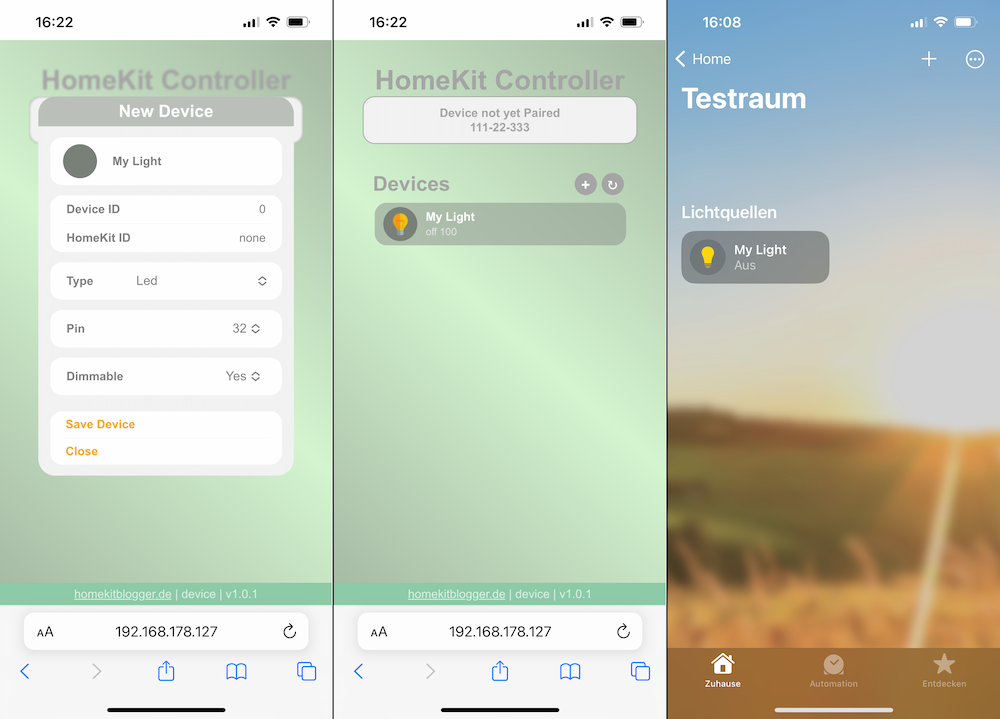 16:22
HomeKit Controller
New Device
My Light
Device ID 0
HomeKit ID none
Type Led
Pin 32
Dimmable Yes
Save Device
Close
homekitblogger.de | device | v1.0.1
AA 192.168.178.127
16:22
HomeKit Controller
Device not yet Paired
111-22-333
Devices
My Light
off 100
homekitblogger.de | device | v1.0.1
AA 192.168.178.127
16:08
Home
Testraum
Lichtquellen
My Light
Aus
Zuhause Automation Entdecken